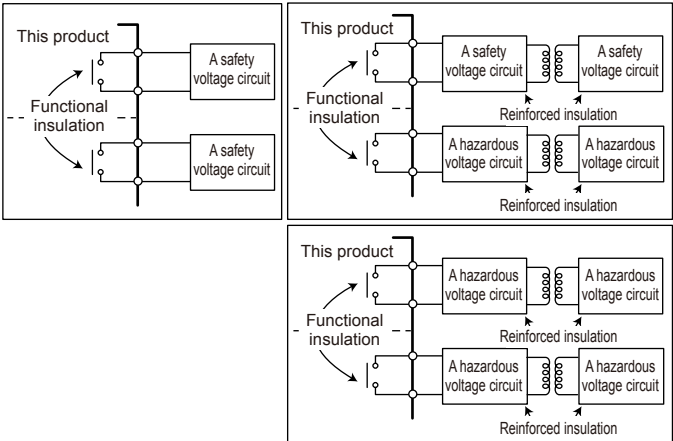 This product
A safety
voltage circuit
Functional
insulation
A safety
voltage circuit
This product
A safety
voltage circuit
A safety
voltage circuit
Functional
insulation
Reinforced insulation
A hazardous
voltage circuit
A hazardous
voltage circuit
Reinforced insulation
This product
A hazardous
voltage circuit
A hazardous
voltage circuit
Functional
insulation
Reinforced insulation
A hazardous
voltage circuit
A hazardous
voltage circuit
Reinforced insulation